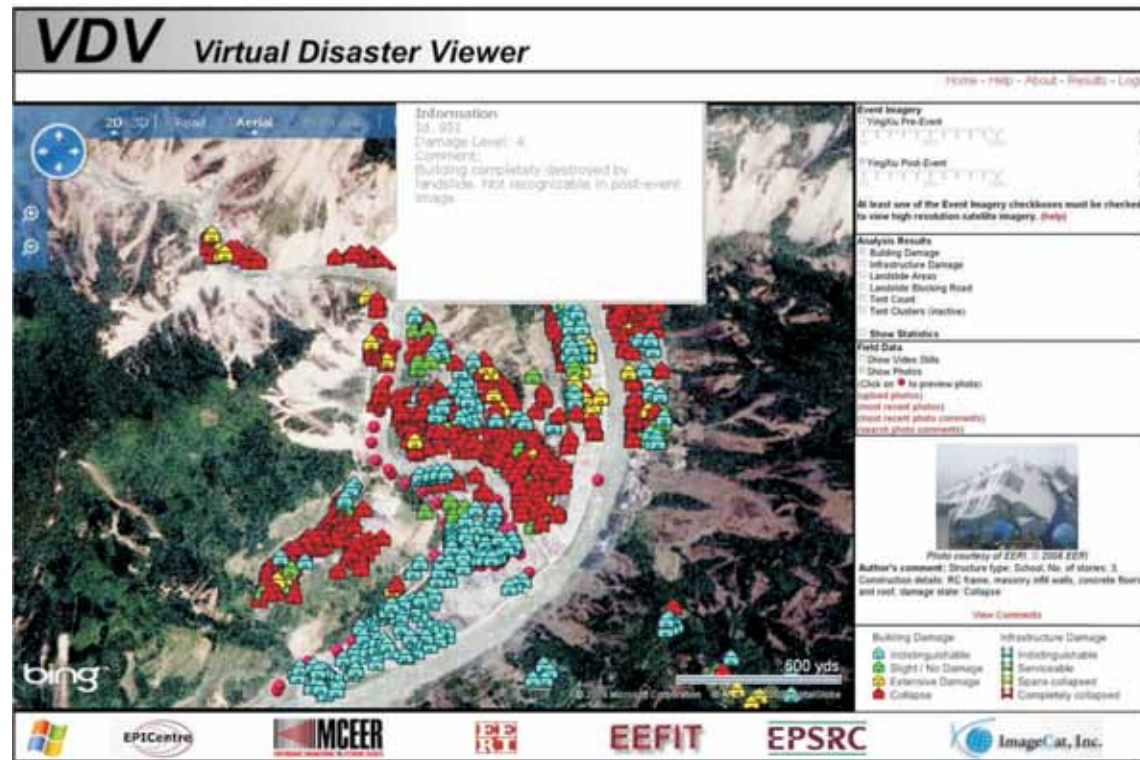 VDV Virtual Disaster Viewer
Home - Help - About - Results - Log
2D 3D Road Aerial
Information
Id: 951
Damage Level: 4
Comment:
Building completely destroyed by
landslide. Not recognizable in post-event
image.
Event Imagery
YingXiu Pre-Event
YingXiu Post-Event
At least one of the Event Imagery checkboxes must be checked
to view high resolution satellite imagery. (help)
Analysis Results
Building Damage
Infrastructure Damage
Landslide Areas
Landslide Blocking Road
Tent Count
Tent Clusters (inactive)
Show Statistics
Field Data
Show Video Stills
Show Photos
(Click on to preview photo)
(upload photos)
(most recent photos)
(most recent photo comments)
(search photo comments)
Photo courtesy of EERI. © 2008 EERI
Author's comment: Structure type: School, No. of stories: 3,
Construction details: RC frame, masonry infill walls, concrete floors
and roof, damage state: Collapse
View Comments
Building Damage
Indistinguishable
Slight / No Damage
Extensive Damage
Collapse
Infrastructure Damage
Indistinguishable
Serviceable
Spans collapsed
Completely collapsed
bing
500 yds
Microsoft Corporation
EPICentre
MCEER
EERI
EEFIT
EPSRC
ImageCat, Inc.